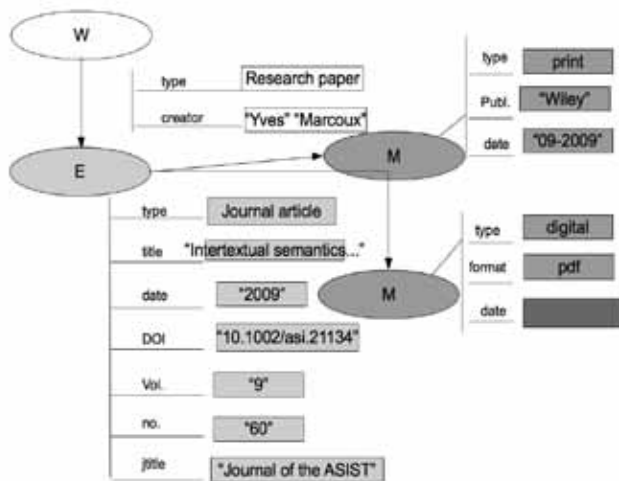 W
type Research paper
creator "Yves" "Marcoux"
type print
Publ. "Wiley"
date "09-2009"
E
M
type Journal article
title "Intertextual semantics..."
date "2009"
DOI "10.1002/asi.21134"
Vol. "9"
no. "60"
jtitle "Journal of the ASIST"
M
type digital
format pdf
date